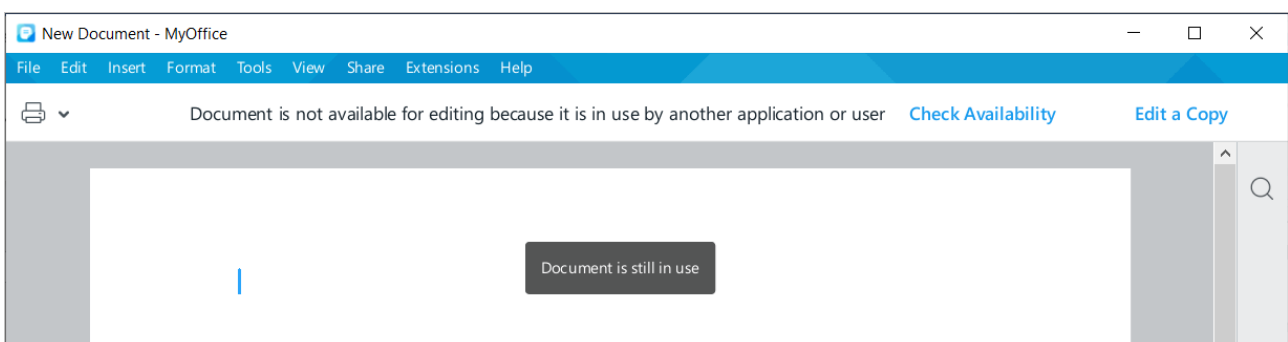 New Document - MyOffice
File Edit Insert Format Tools View Share Extensions Help
Document is not available for editing because it is in use by another application or user Check Availability Edit a Copy
Document is still in use